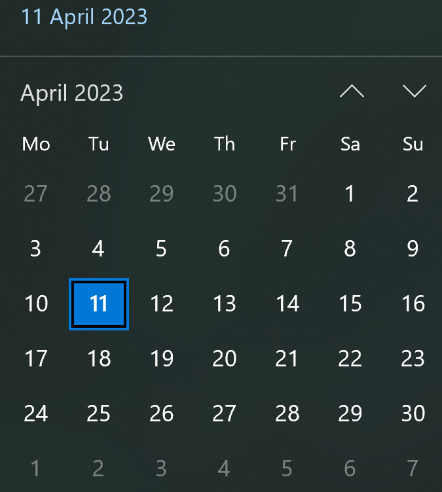 11 April 2023
April 2023
Mo Tu We Th Fr Sa Su
27 28 29 30 31 1 2
3 4 5 6 7 8 9
10 11 12 13 14 15 16
17 18 19 20 21 22 23
24 25 26 27 28 29 30
1 2 3 4 5 6 7